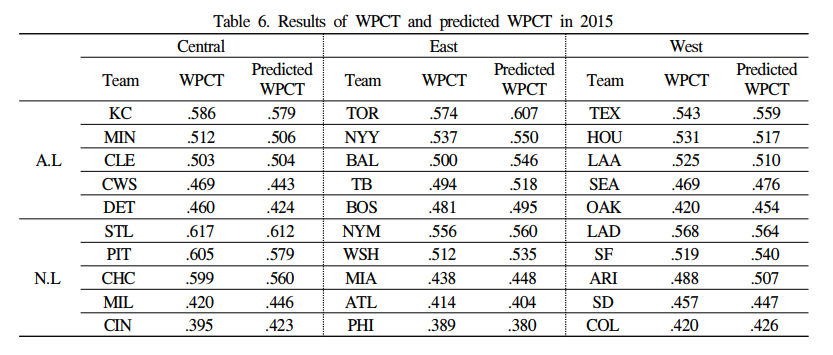 Table 6. Results of WPCT and predicted WPCT in 2015
Central East West
Team WPCT Predicted WPCT Team WPCT Predicted WPCT Team WPCT Predicted WPCT
A.L
KC .586 .579 TOR .574 .607 TEX .543 .559
MIN .512 .506 NYY .537 .550 HOU .531 .517
CLE .503 .504 BAL .500 .546 LAA .525 .510
CWS .469 .443 TB .494 .518 SEA .469 .476
DET .460 .424 BOS .481 .495 OAK .420 .454
N.L
STL .617 .612 NYM .556 .560 LAD .568 .564
PIT .605 .579 WSH .512 .535 SF .519 .540
CHC .599 .560 MIA .438 .448 ARI .488 .507
MIL .420 .446 ATL .414 .404 SD .457 .447
CIN .395 .423 PHI .389 .380 COL .420 .426